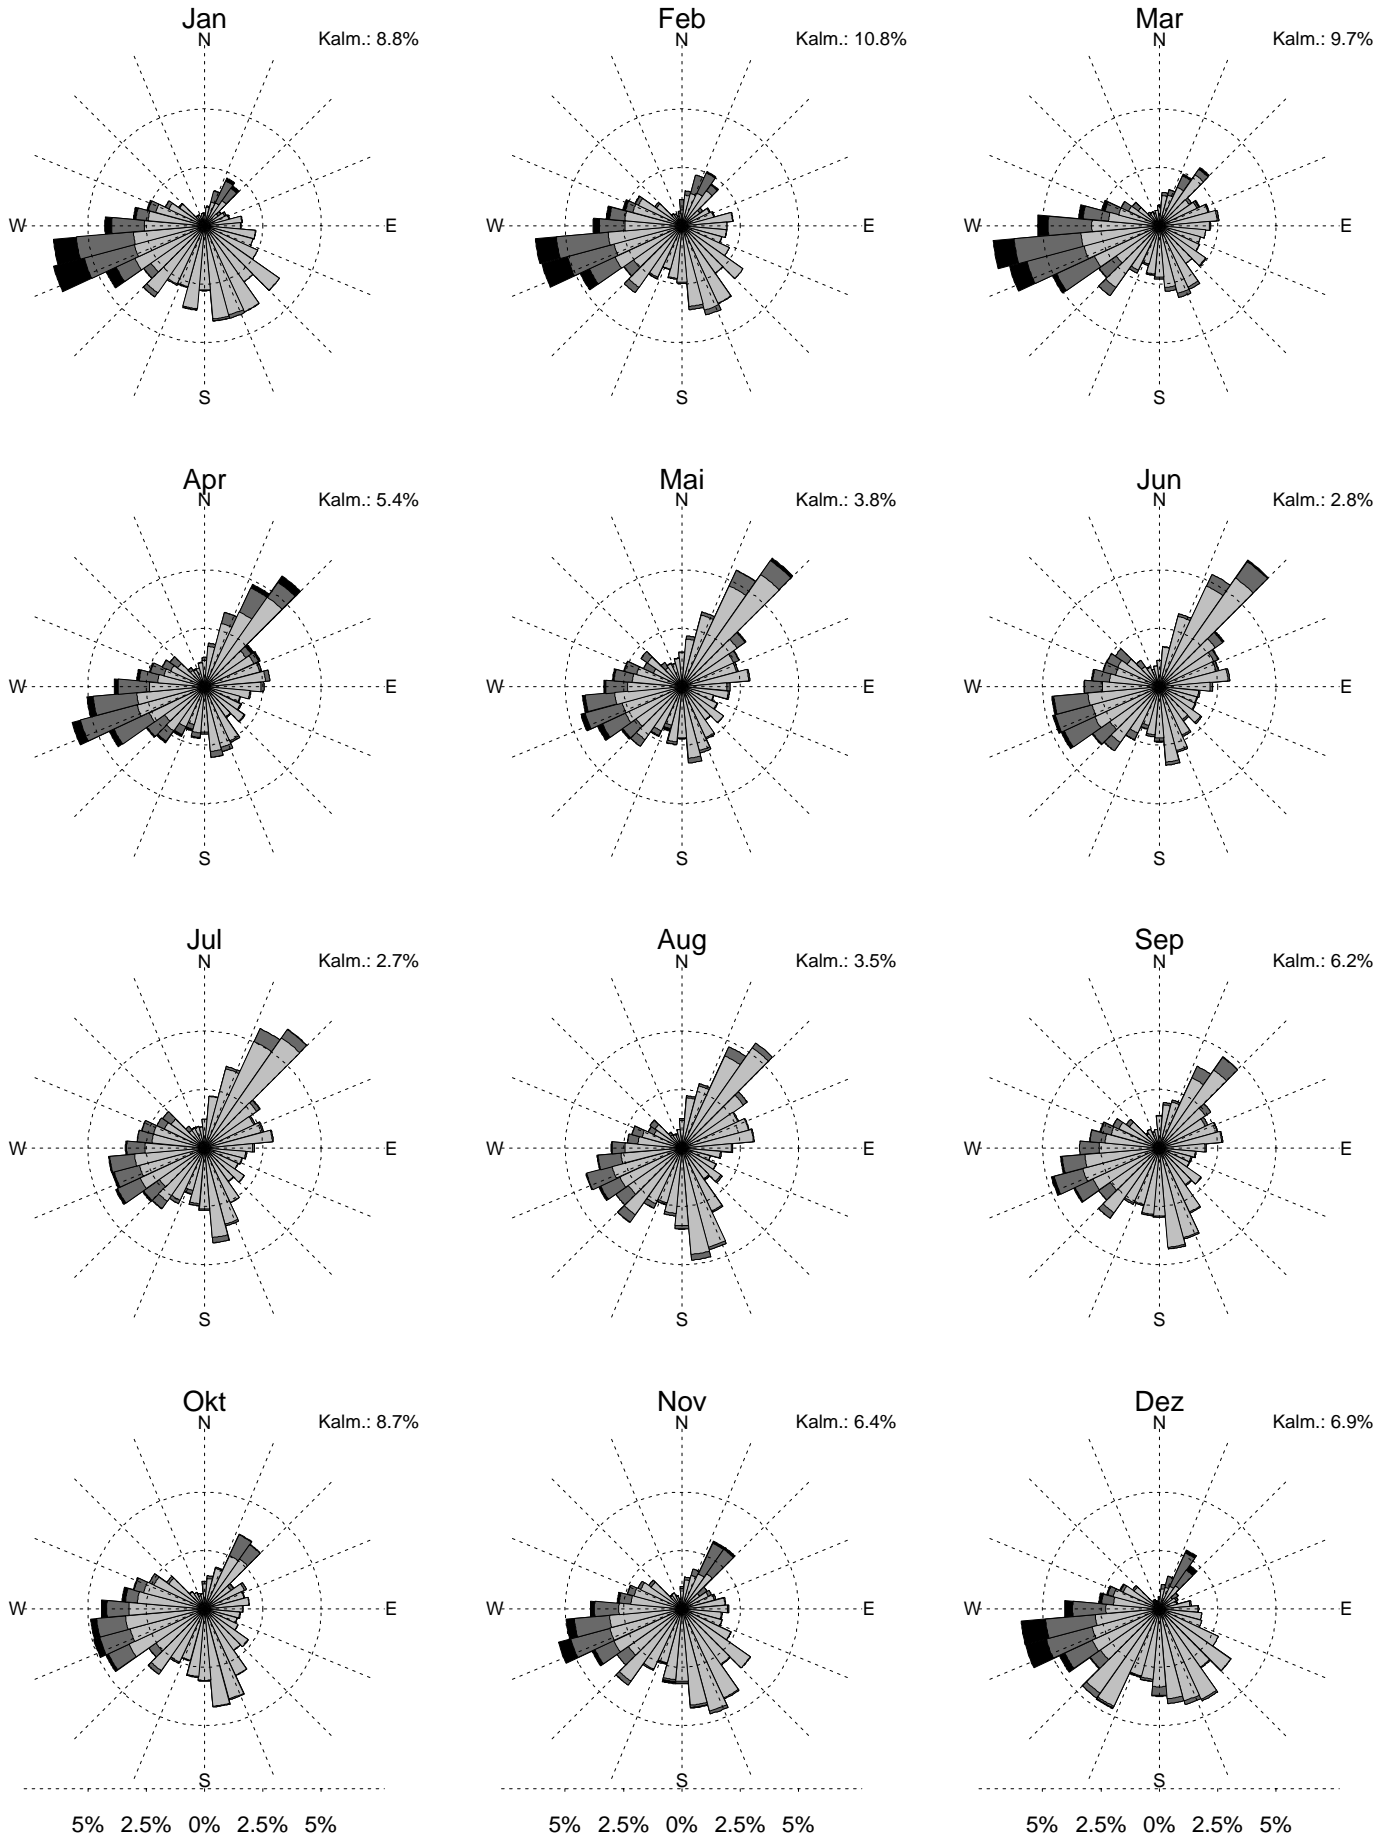 Jan Feb Mar
N Kalm.: 8.8% N Kalm.: 10.8% N Kalm.: 9.7%
W E W E W E
S S S
Apr Mai Jun
N Kalm.: 5.4% N Kalm.: 3.8% N Kalm.: 2.8%
W E W E W E
S S S
Jul Aug Sep
N Kalm.: 2.7% N Kalm.: 3.5% N Kalm.: 6.2%
W E W E W E
S S S
Okt Nov Dez
N Kalm.: 8.7% N Kalm.: 6.4% N Kalm.: 6.9%
W E W E W E
S S S
5% 2.5% 0% 2.5% 5% 5% 2.5% 0% 2.5% 5% 5% 2.5% 0% 2.5% 5%